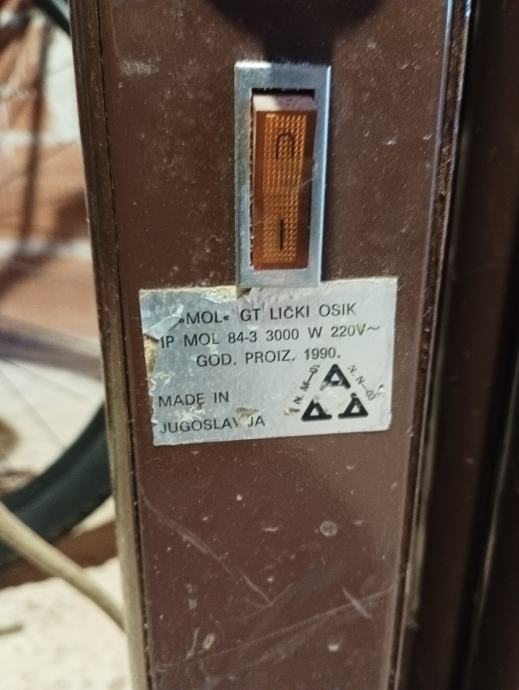 »MOL« GT LIČKI OSIK
IP MOL 84-3 3000 W 220V~
GOD. PROIZ. 1990.
MADE IN
JUGOSLAVIJA